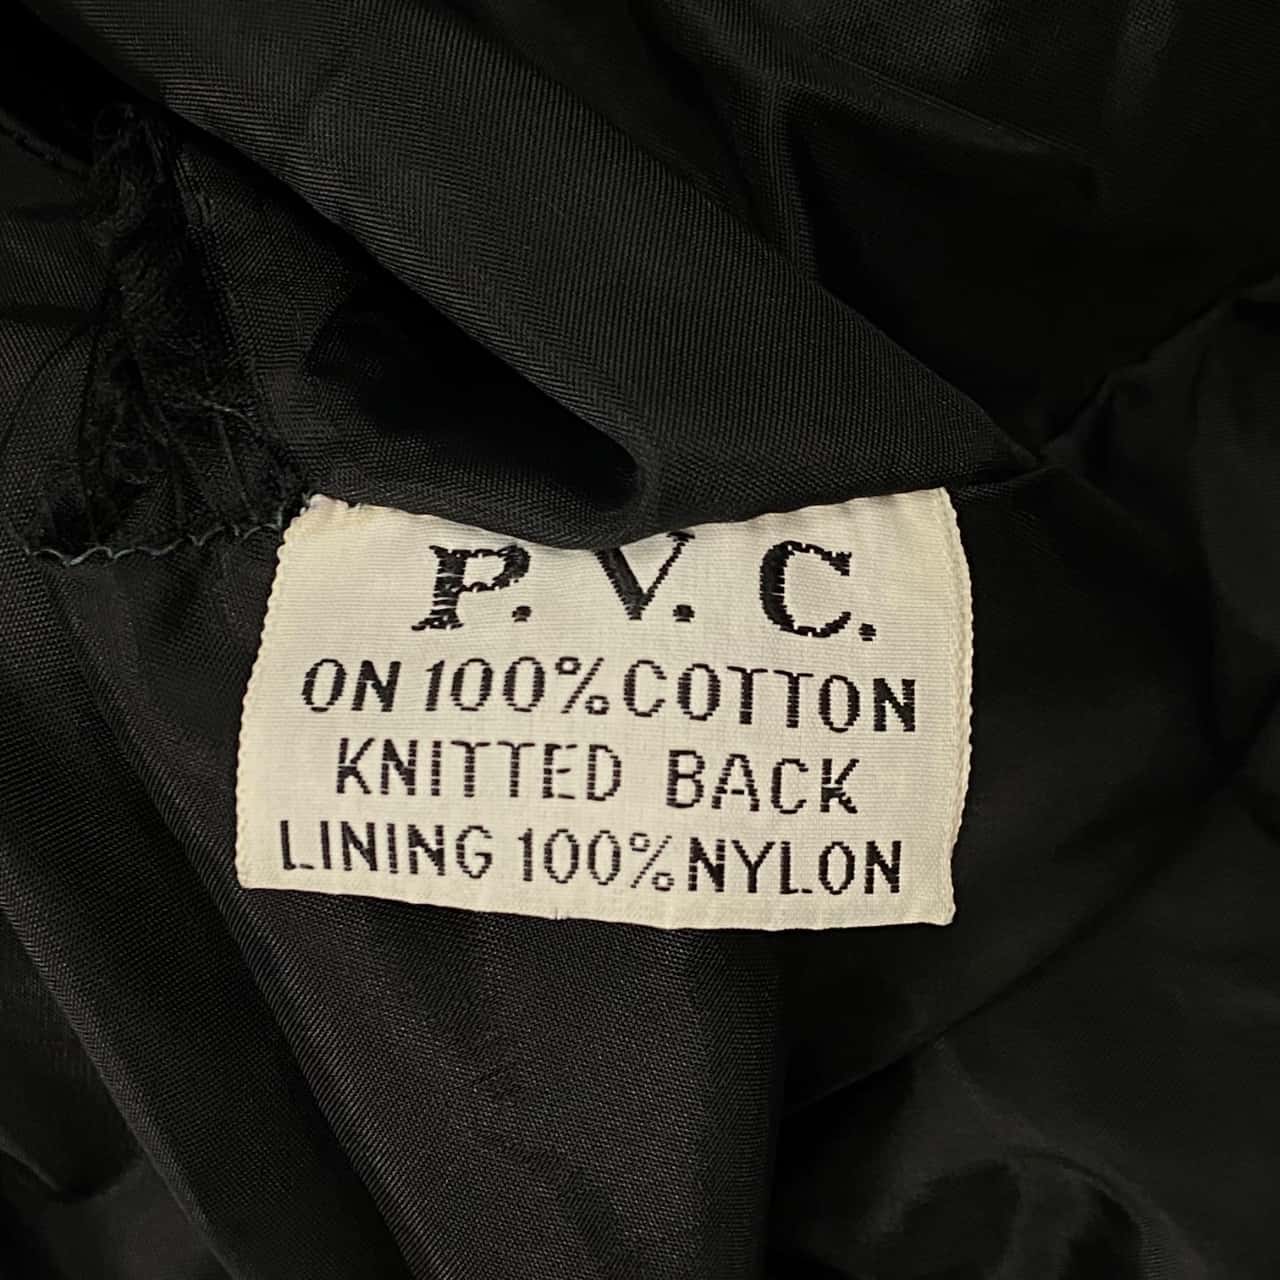 P.V.C.
ON 100% COTTON
KNITTED BACK
LINING 100% NYLON